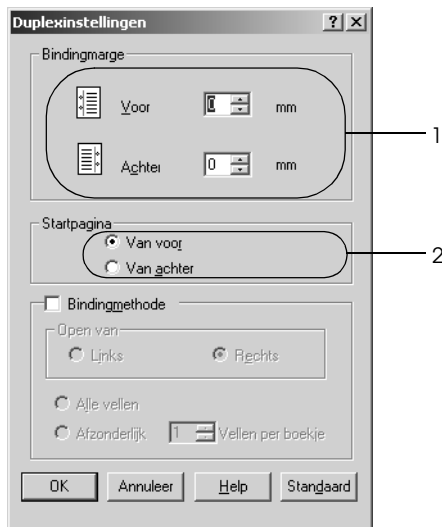 Duplexinstellingen
Bindingmarge
Voor 0 mm
1
Achter 0 mm
Startpagina
Van voor
2
Van achter
Bindingmethode
Open van
Links Rechts
Alle vellen
Afzonderlijk 1 Vellen per boekje
OK Annuleer Help Standaard